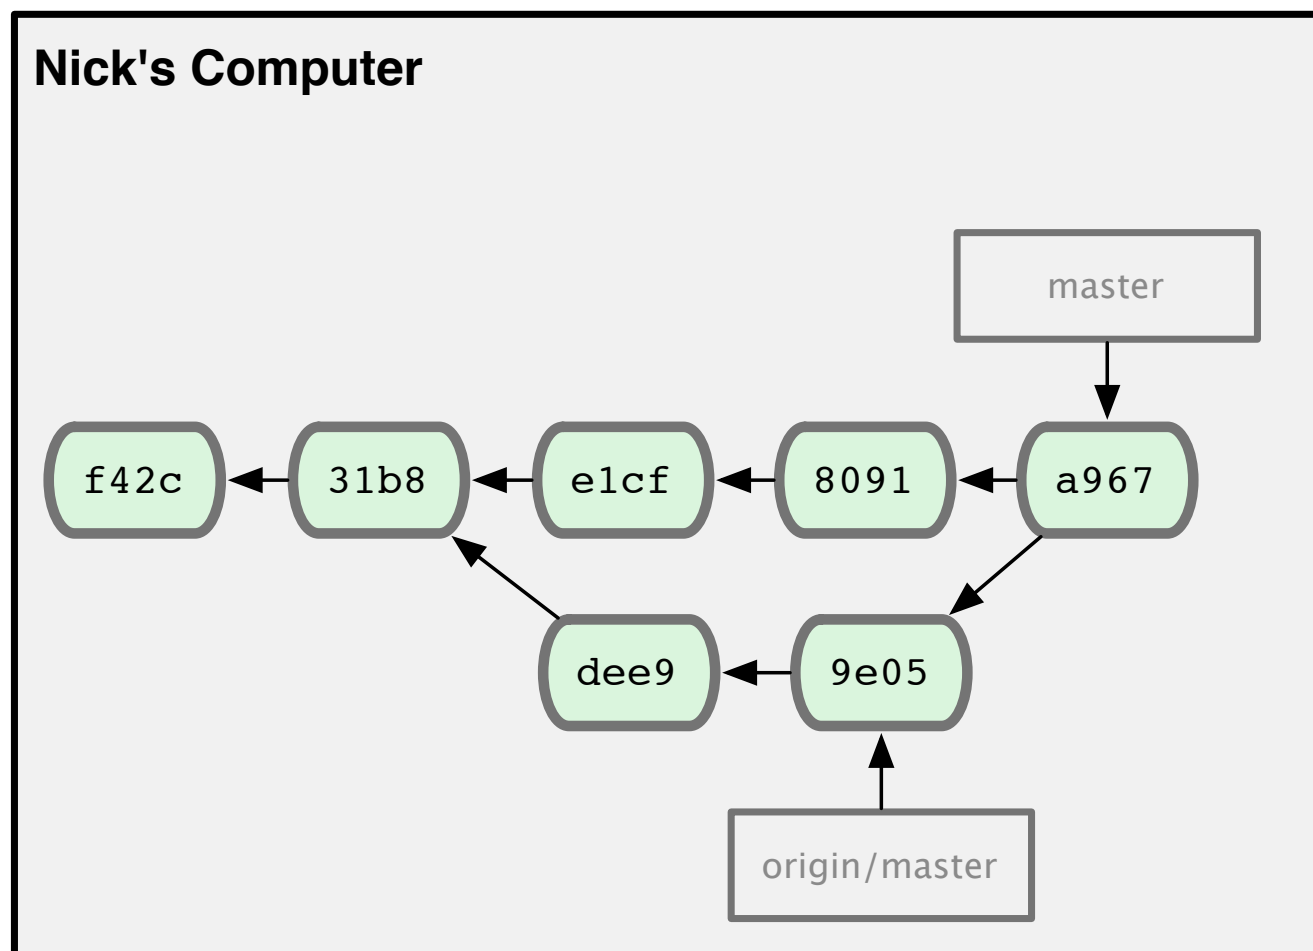 Nick's Computer
master
f42c
31b8
e1cf
8091
a967
dee9
9e05
origin/master